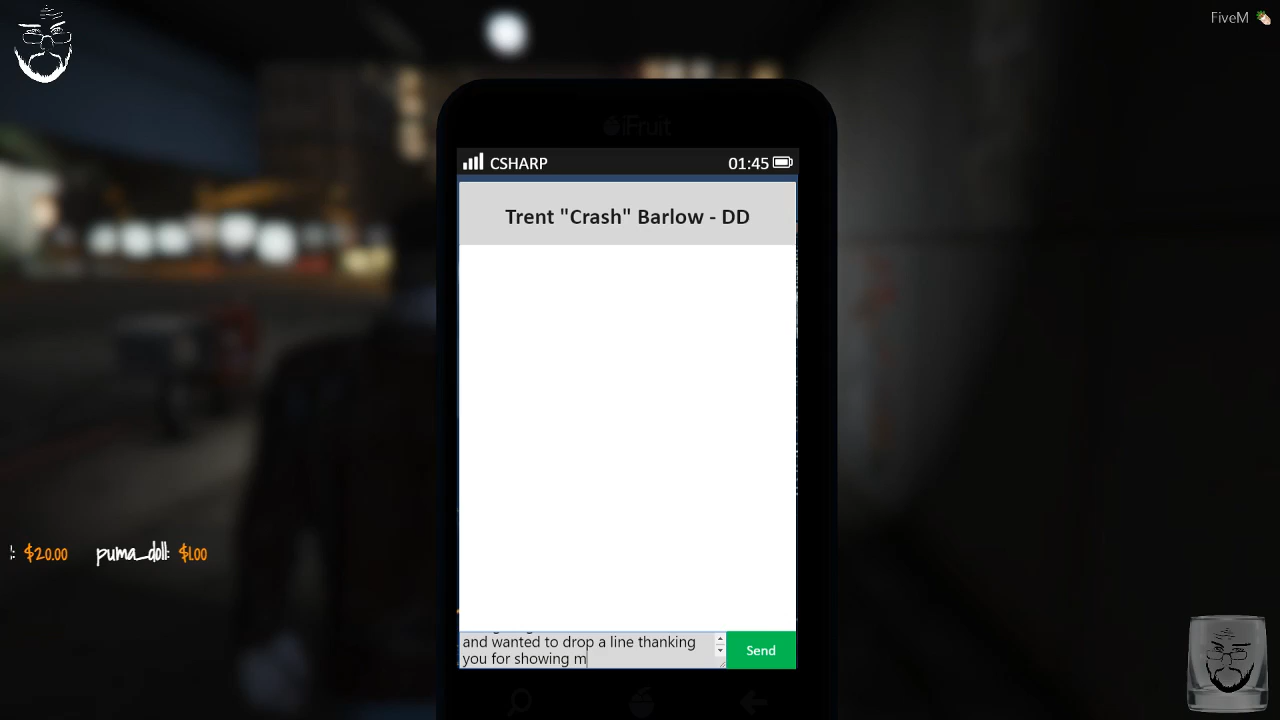 FiveM
iFruit
CSHARP 01:45
Trent "Crash" Barlow - DD
: $20.00 puma_doll: $1.00
and wanted to drop a line thanking
you for showing m
Send